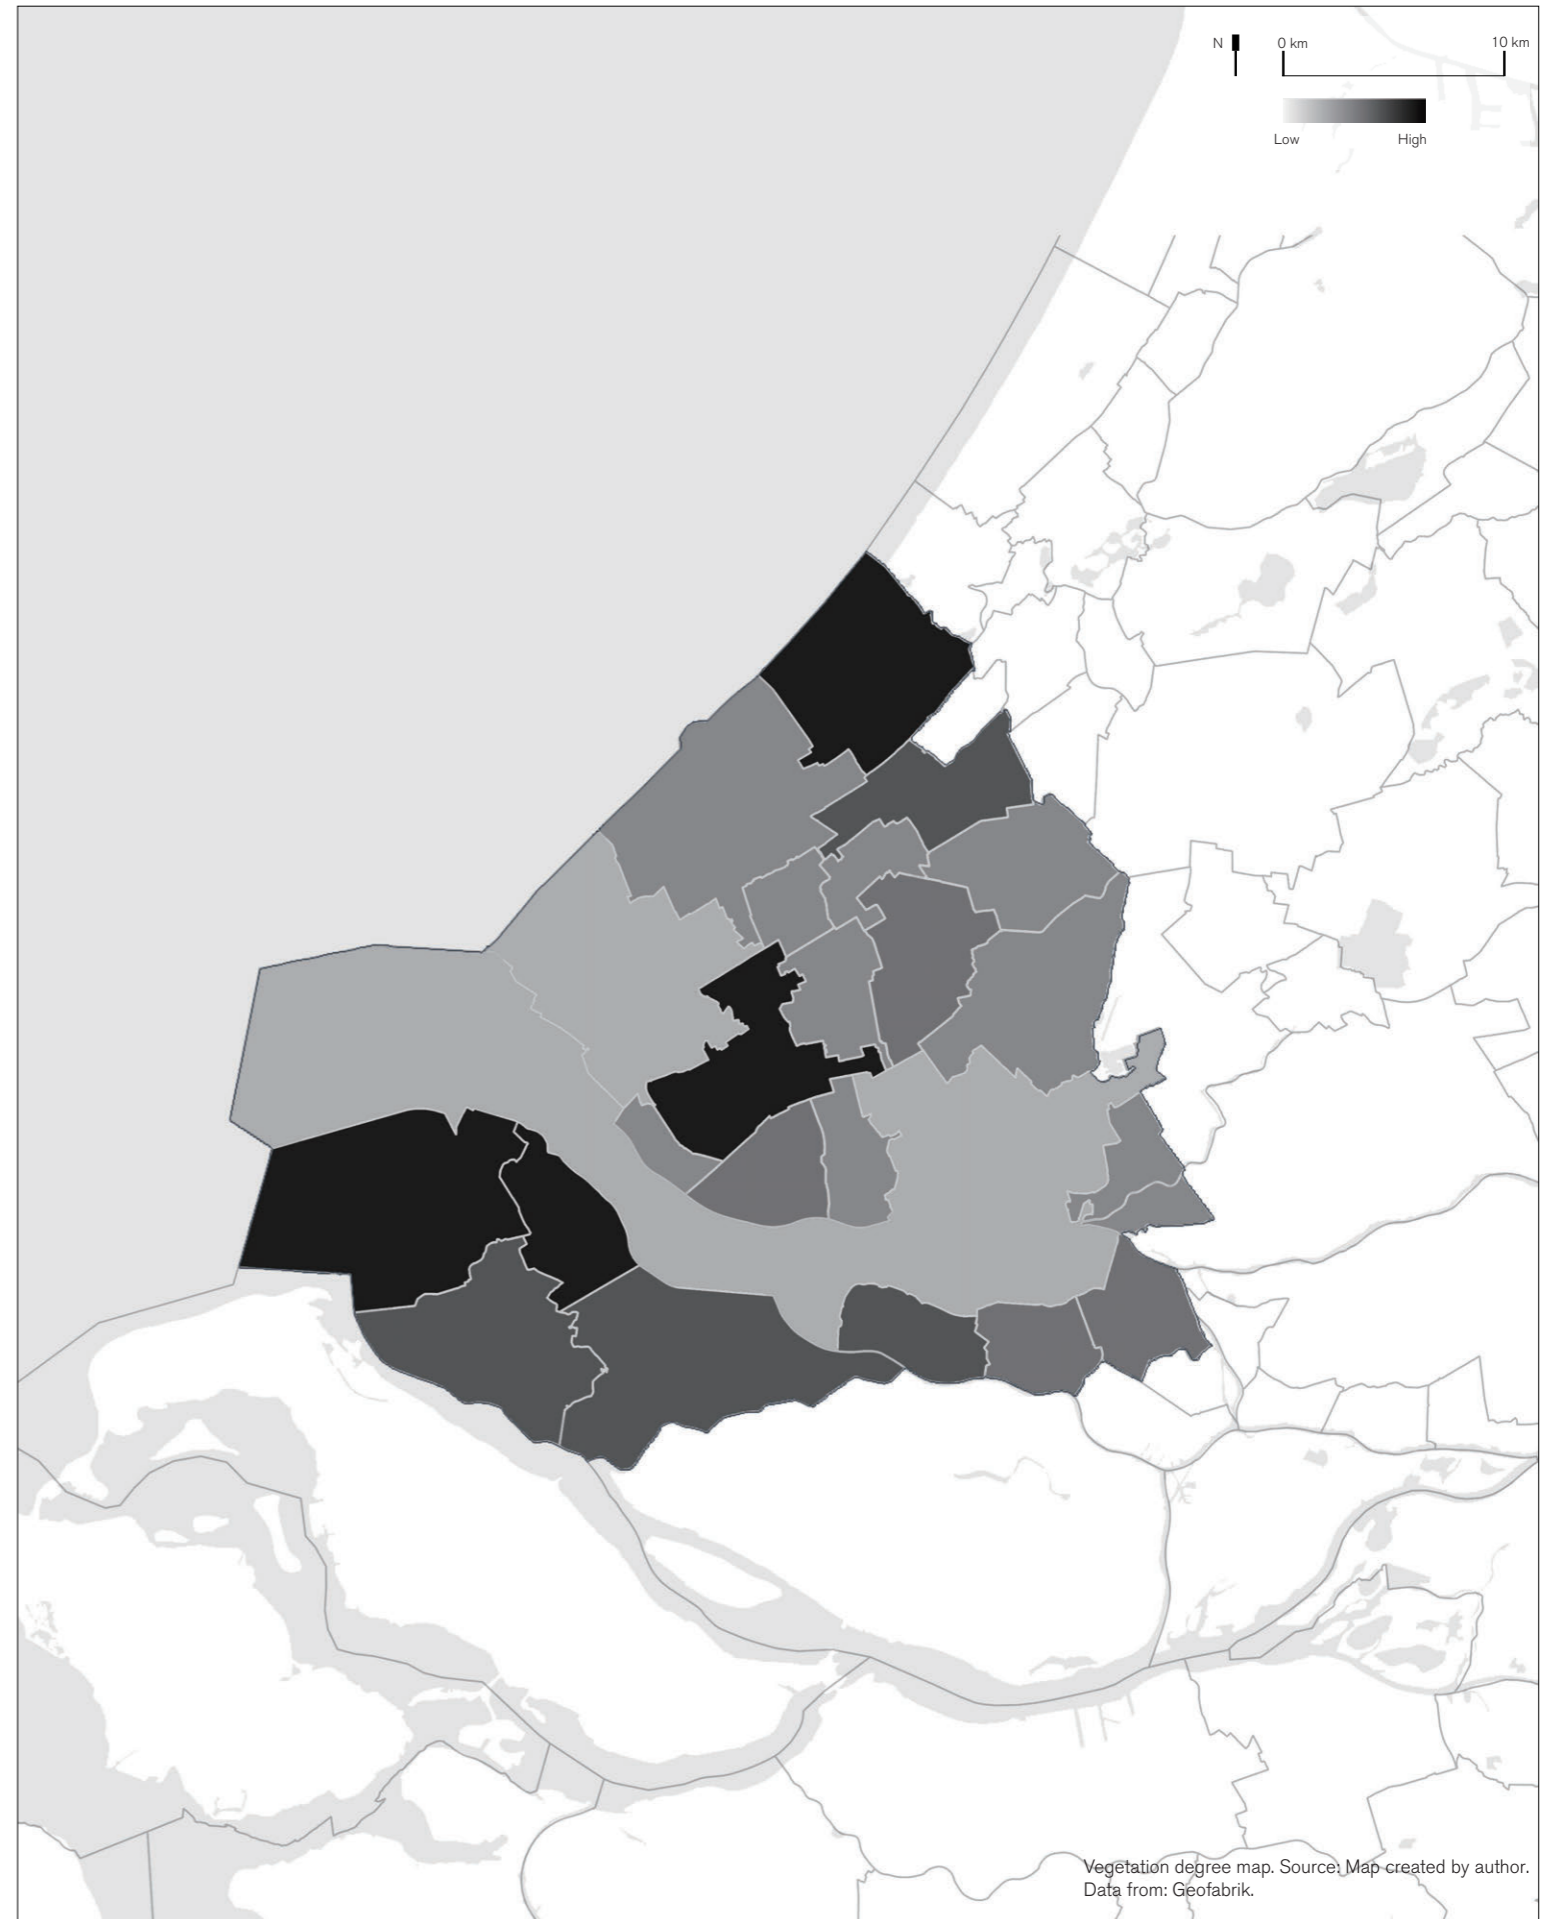 N
0 km 10 km
Low High
Vegetation degree map. Source: Map created by author.
Data from: Geofabrik.